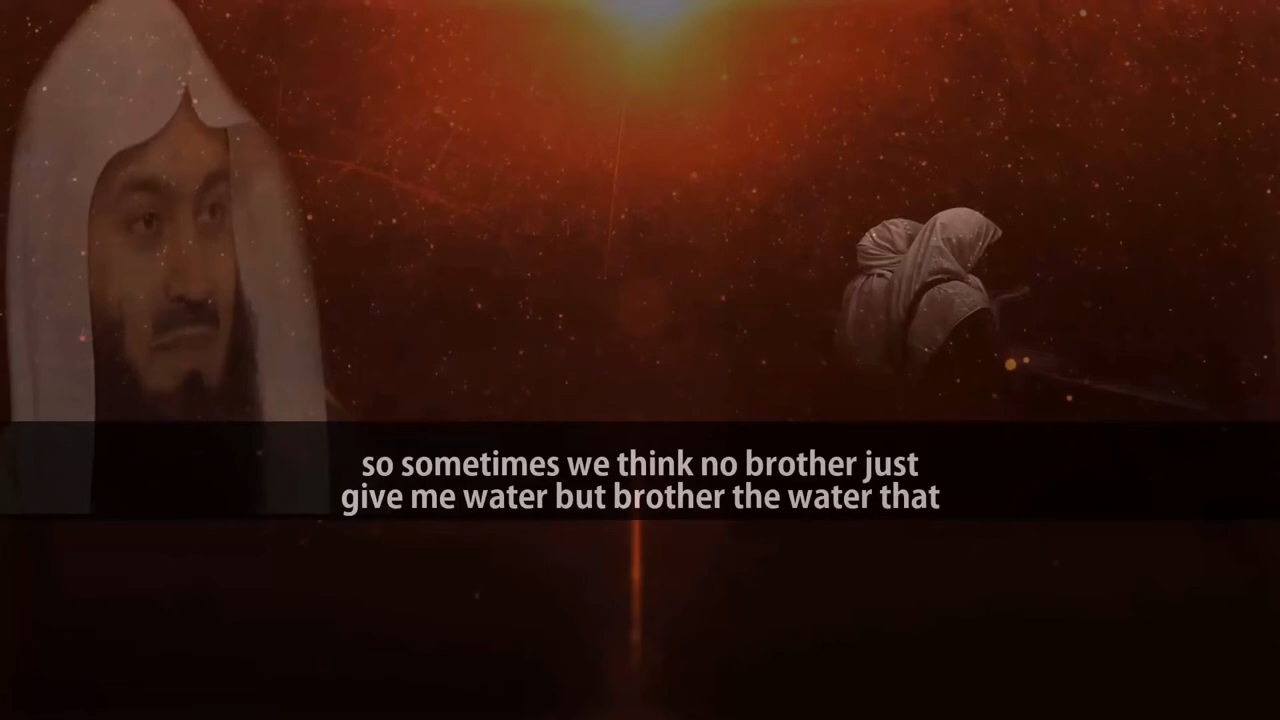 so sometimes we think no brother just
give me water but brother the water that